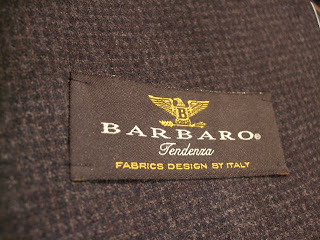 B
BARBARO®
Tendenza
FABRICS DESIGN BY ITALY